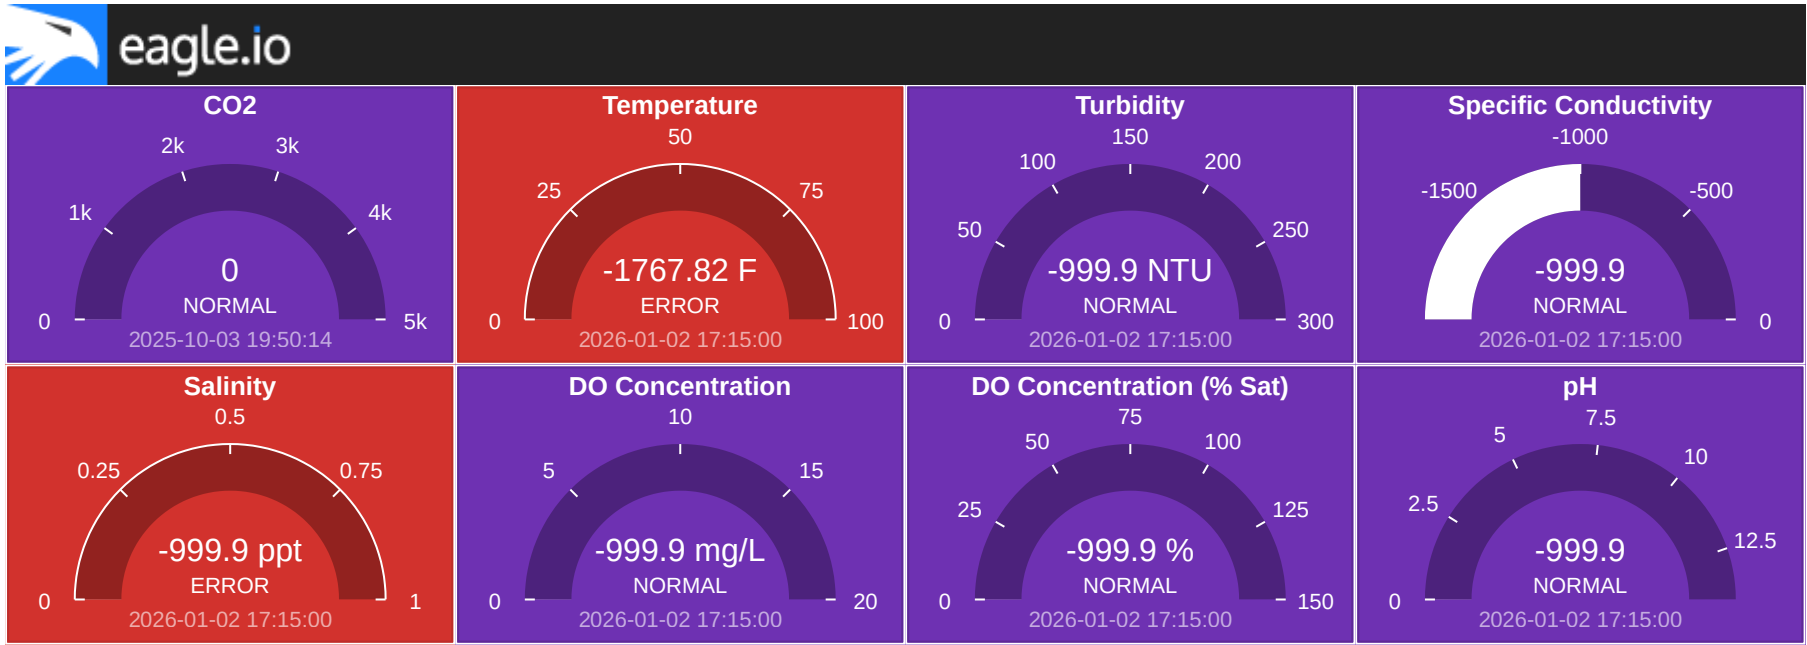 eagle.io
CO2
2k 3k
1k 4k
0
NORMAL
0 5k
2025-10-03 19:50:14
Temperature
50
25 75
-1767.82 F
ERROR
0 100
2026-01-02 17:15:00
Turbidity
150
100 200
50 250
-999.9 NTU
NORMAL
0 300
2026-01-02 17:15:00
Specific Conductivity
-1000
-1500 -500
-999.9
NORMAL
0
2026-01-02 17:15:00
Salinity
0.5
0.25 0.75
-999.9 ppt
ERROR
0 1
2026-01-02 17:15:00
DO Concentration
10
5 15
-999.9 mg/L
NORMAL
0 20
2026-01-02 17:15:00
DO Concentration (% Sat)
75
50 100
25 125
-999.9 %
NORMAL
0 150
2026-01-02 17:15:00
pH
7.5
5 10
2.5 12.5
-999.9
NORMAL
0
2026-01-02 17:15:00